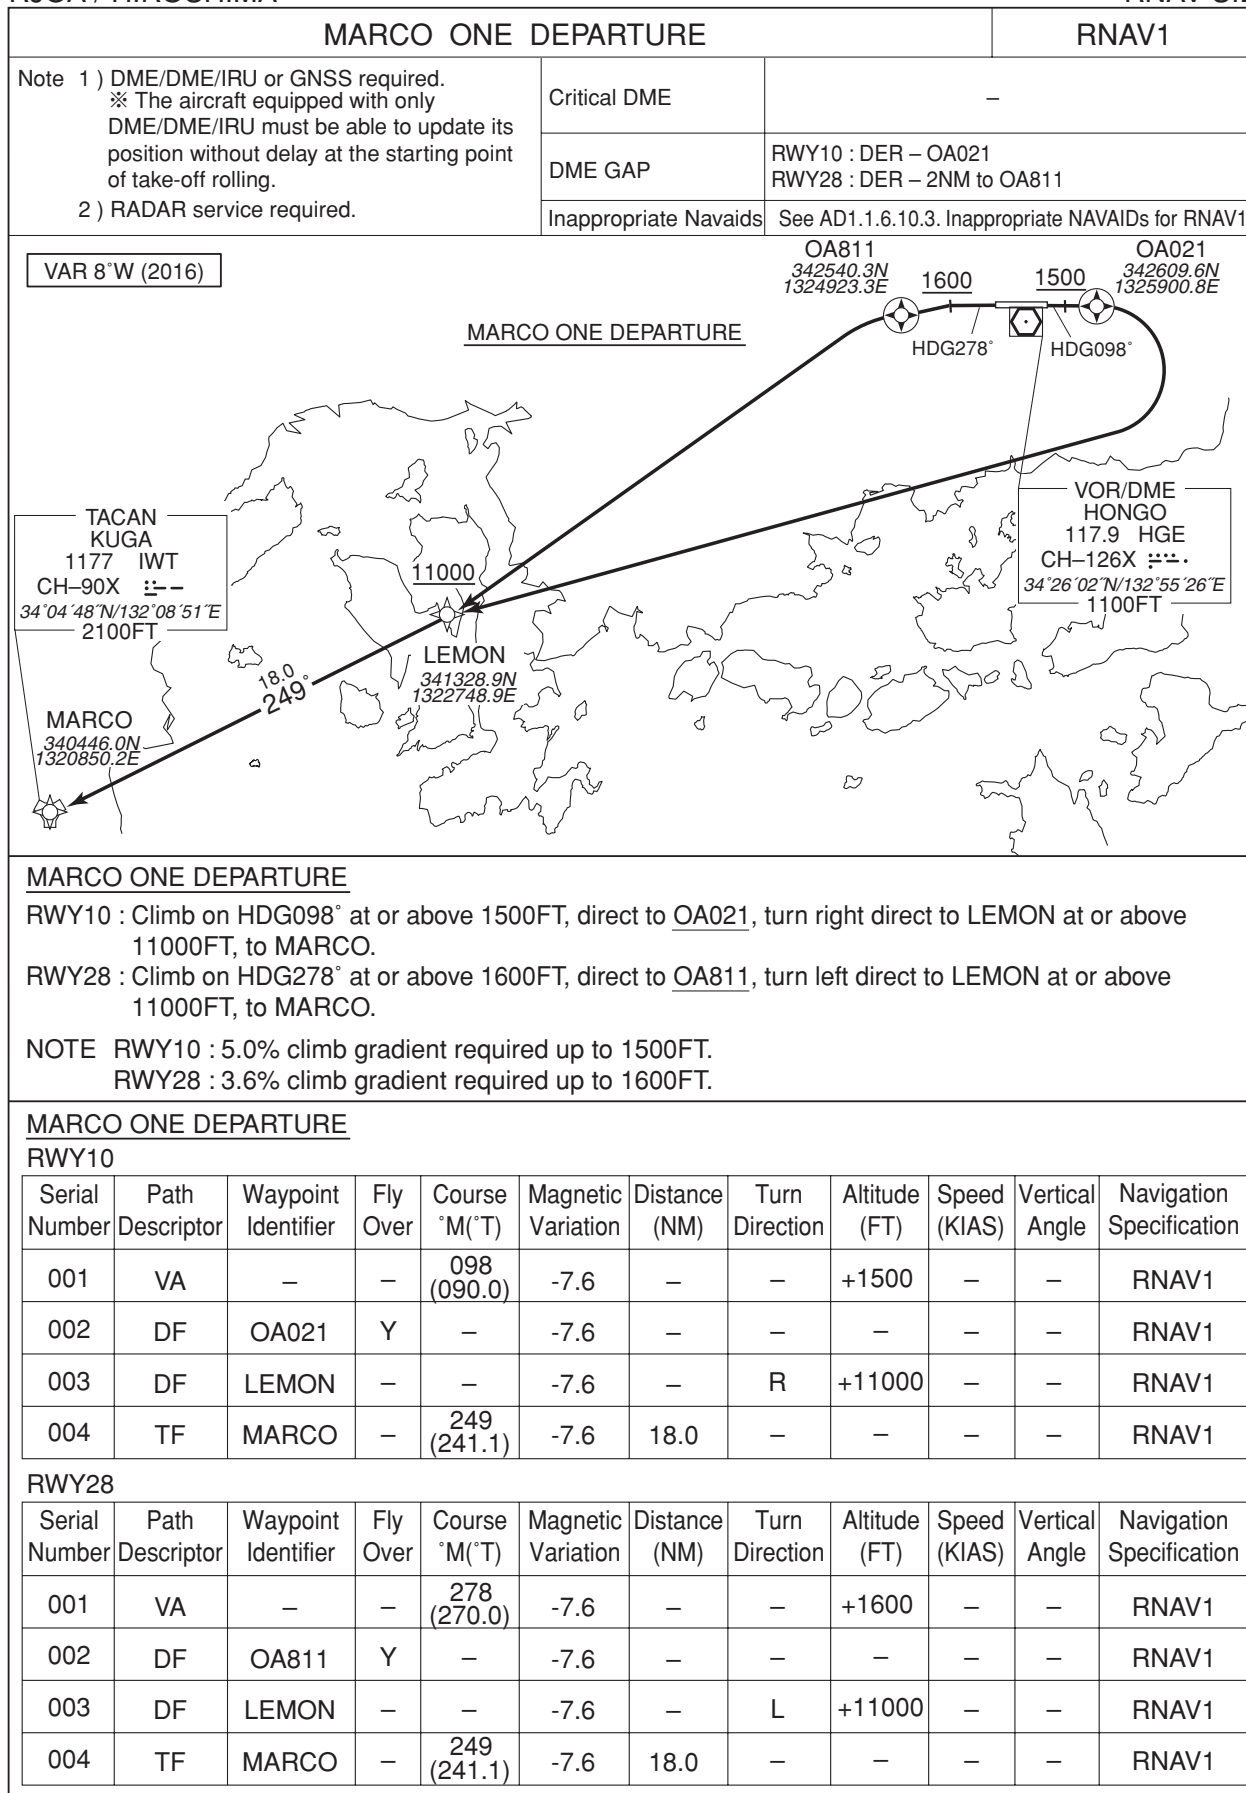 RJOA / HIROSHIMA
RNAV SID
MARCO ONE DEPARTURE
RNAV1
Note 1 ) DME/DME/IRU or GNSS required.
※ The aircraft equipped with only
DME/DME/IRU must be able to update its
position without delay at the starting point
of take-off rolling.
2 ) RADAR service required.
Critical DME
–
DME GAP
RWY10 : DER – OA021
RWY28 : DER – 2NM to OA811
Inappropriate Navaids
See AD1.1.6.10.3. Inappropriate NAVAIDs for RNAV1
VAR 8˚W (2016)
MARCO ONE DEPARTURE
OA811
342540.3N
1324923.3E
1600
1500
OA021
342609.6N
1325900.8E
HDG278˚
HDG098˚
TACAN
KUGA
1177 IWT
CH–90X
34˚04´48˝N/132˚08´51˝E
2100FT
VOR/DME
HONGO
117.9 HGE
CH–126X
34˚26´02˝N/132˚55´26˝E
1100FT
11000
LEMON
341328.9N
1322748.9E
18.0
249˚
MARCO
340446.0N
1320850.2E
MARCO ONE DEPARTURE
RWY10 : Climb on HDG098˚ at or above 1500FT, direct to OA021, turn right direct to LEMON at or above
11000FT, to MARCO.
RWY28 : Climb on HDG278˚ at or above 1600FT, direct to OA811, turn left direct to LEMON at or above
11000FT, to MARCO.
NOTE RWY10 : 5.0% climb gradient required up to 1500FT.
RWY28 : 3.6% climb gradient required up to 1600FT.
MARCO ONE DEPARTURE
RWY10
Serial Number Path Descriptor Waypoint Identifier Fly Over Course ˚M(˚T) Magnetic Variation Distance (NM) Turn Direction Altitude (FT) Speed (KIAS) Vertical Angle Navigation Specification
001 VA – – 098 (090.0) -7.6 – – +1500 – – RNAV1
002 DF OA021 Y – -7.6 – – – – – RNAV1
003 DF LEMON – – -7.6 – R +11000 – – RNAV1
004 TF MARCO – 249 (241.1) -7.6 18.0 – – – – RNAV1
RWY28
Serial Number Path Descriptor Waypoint Identifier Fly Over Course ˚M(˚T) Magnetic Variation Distance (NM) Turn Direction Altitude (FT) Speed (KIAS) Vertical Angle Navigation Specification
001 VA – – 278 (270.0) -7.6 – – +1600 – – RNAV1
002 DF OA811 Y – -7.6 – – – – – RNAV1
003 DF LEMON – – -7.6 – L +11000 – – RNAV1
004 TF MARCO – 249 (241.1) -7.6 18.0 – – – – RNAV1